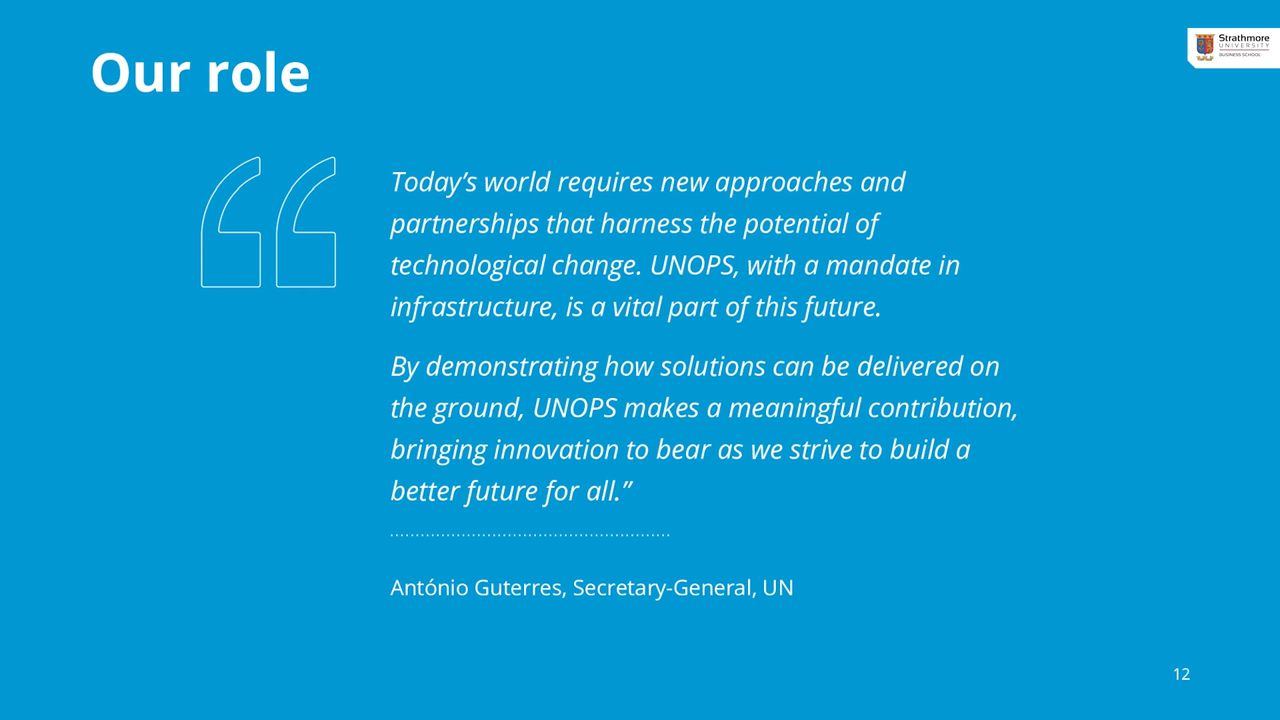 Our role
Strathmore
UNIVERSITY
BUSINESS SCHOOL
Today’s world requires new approaches and
partnerships that harness the potential of
technological change. UNOPS, with a mandate in
infrastructure, is a vital part of this future.
By demonstrating how solutions can be delivered on
the ground, UNOPS makes a meaningful contribution,
bringing innovation to bear as we strive to build a
better future for all.”
António Guterres, Secretary-General, UN
12